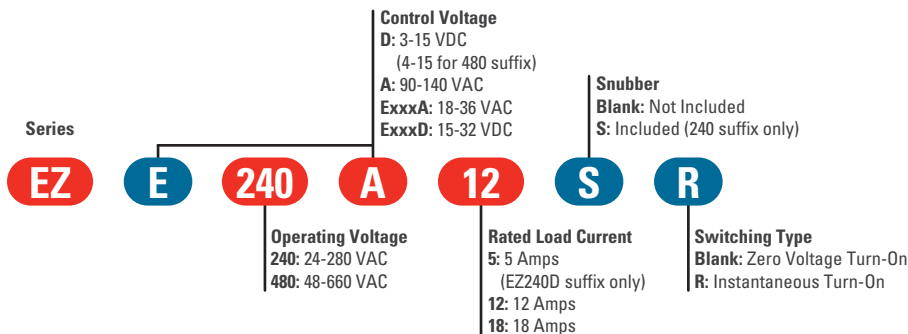 Control Voltage
D: 3-15 VDC
(4-15 for 480 suffix)
A: 90-140 VAC
ExxxA: 18-36 VAC
ExxxD: 15-32 VDC
Snubber
Blank: Not Included
S: Included (240 suffix only)
Series
EZ E 240 A 12 S R
Operating Voltage
240: 24-280 VAC
480: 48-660 VAC
Rated Load Current
5: 5 Amps
(EZ240D suffix only)
12: 12 Amps
18: 18 Amps
Switching Type
Blank: Zero Voltage Turn-On
R: Instantaneous Turn-On